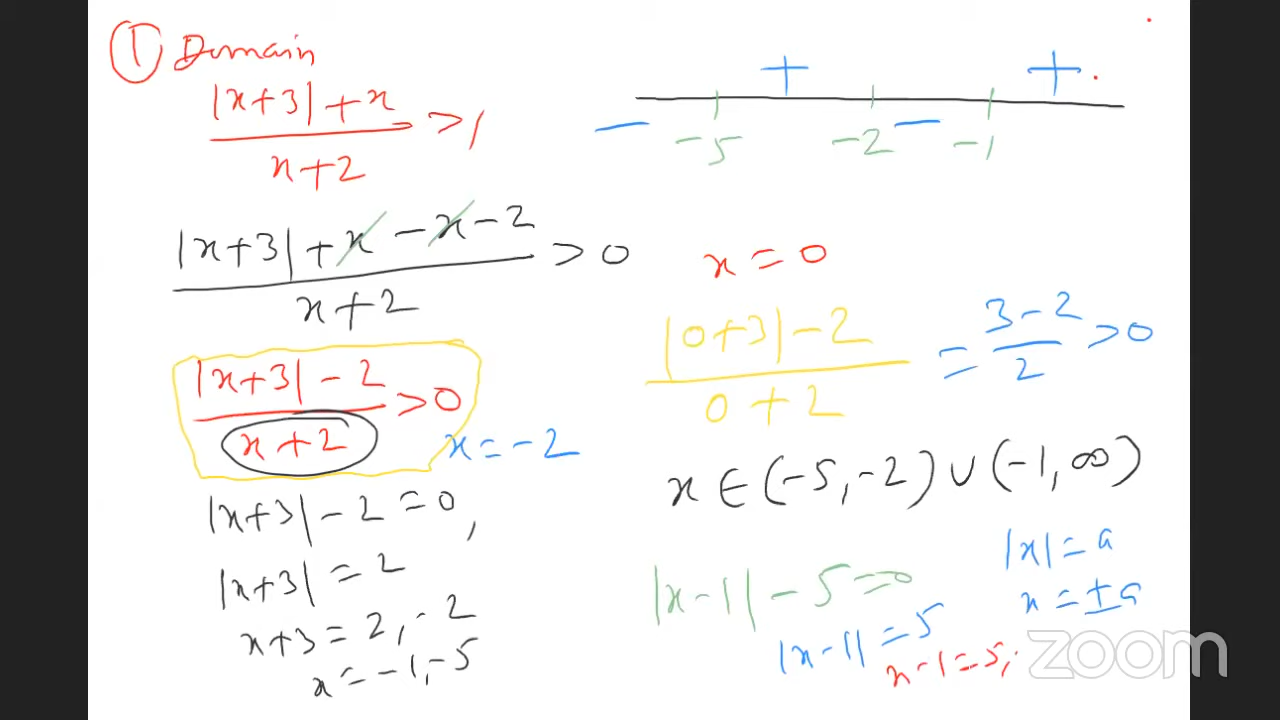 ① Domain
|x+3| + x / x+2 > 1
|x+3| + x - x - 2 / x+2 > 0
|x+3| - 2 / x+2 > 0
x = -2
|x+3| - 2 = 0,
|x+3| = 2
x+3 = 2, -2
x = -1, -5
+ +
- -5 -2 - -1
x = 0
|0+3| - 2 / 0 + 2 = 3-2 / 2 > 0
x ∈ (-5, -2) ∪ (-1, ∞)
|x| = a
x = ±a
|x-1| - 5 = 0
|x-1| = 5
x-1 = 5,
zoom